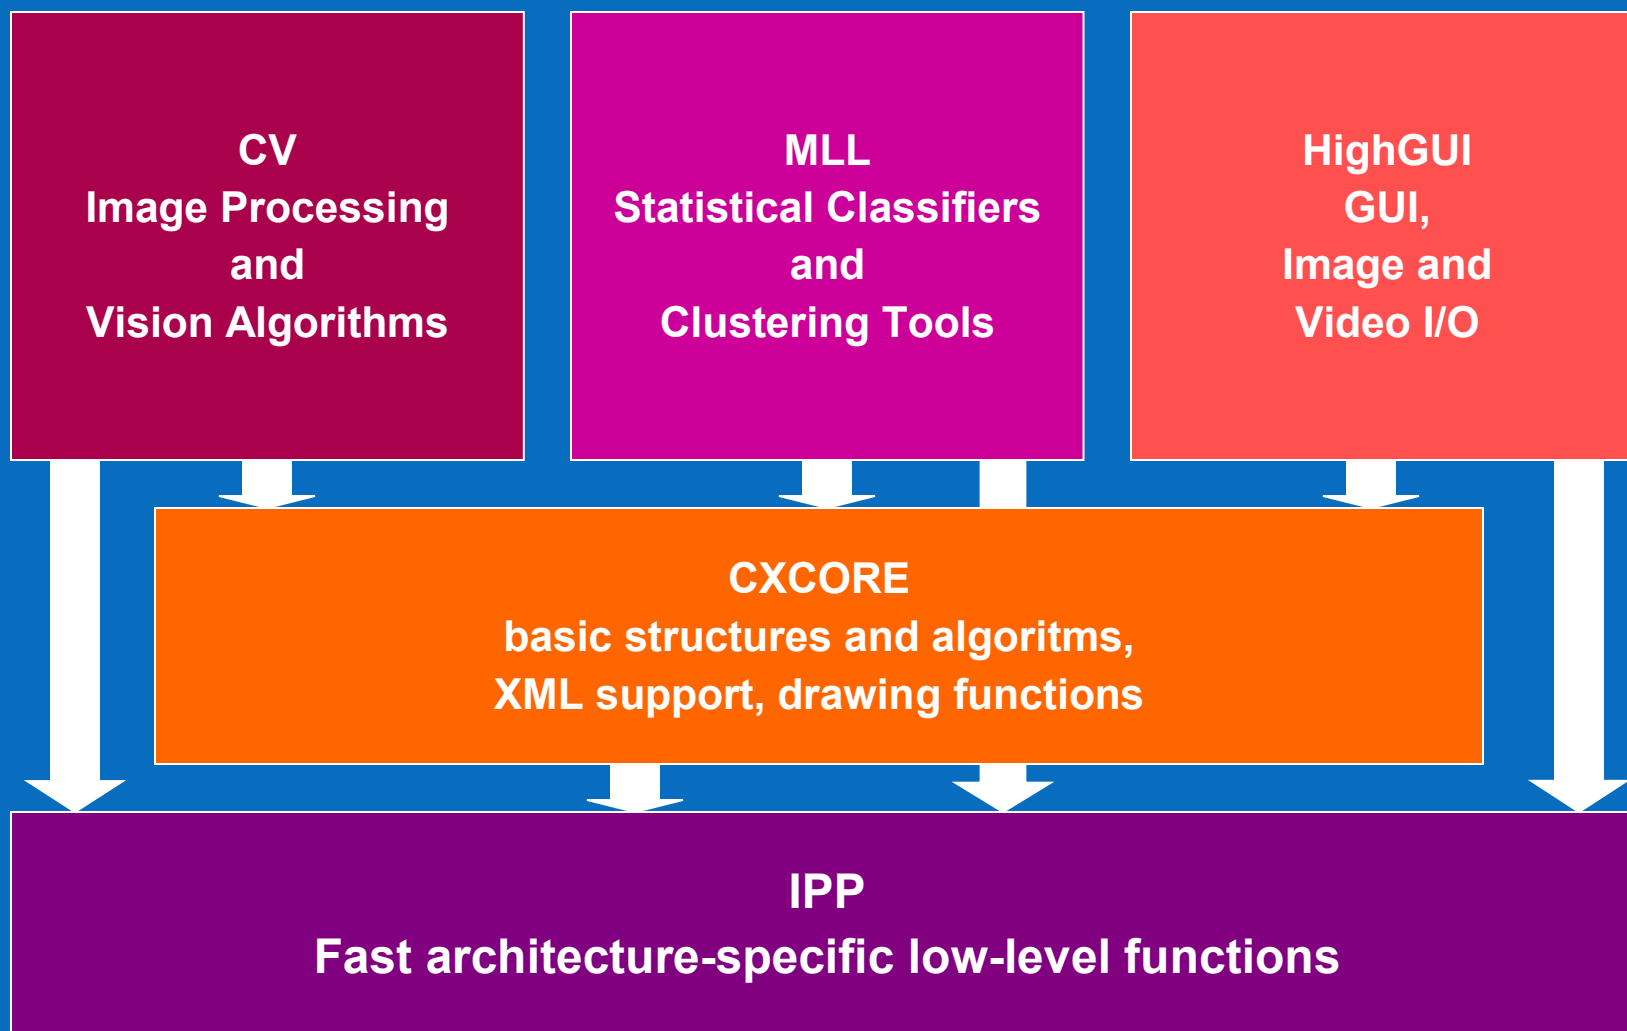 CV
Image Processing
and
Vision Algorithms
MLL
Statistical Classifiers
and
Clustering Tools
HighGUI
GUI,
Image and
Video I/O
CXCORE
basic structures and algoritms,
XML support, drawing functions
IPP
Fast architecture-specific low-level functions